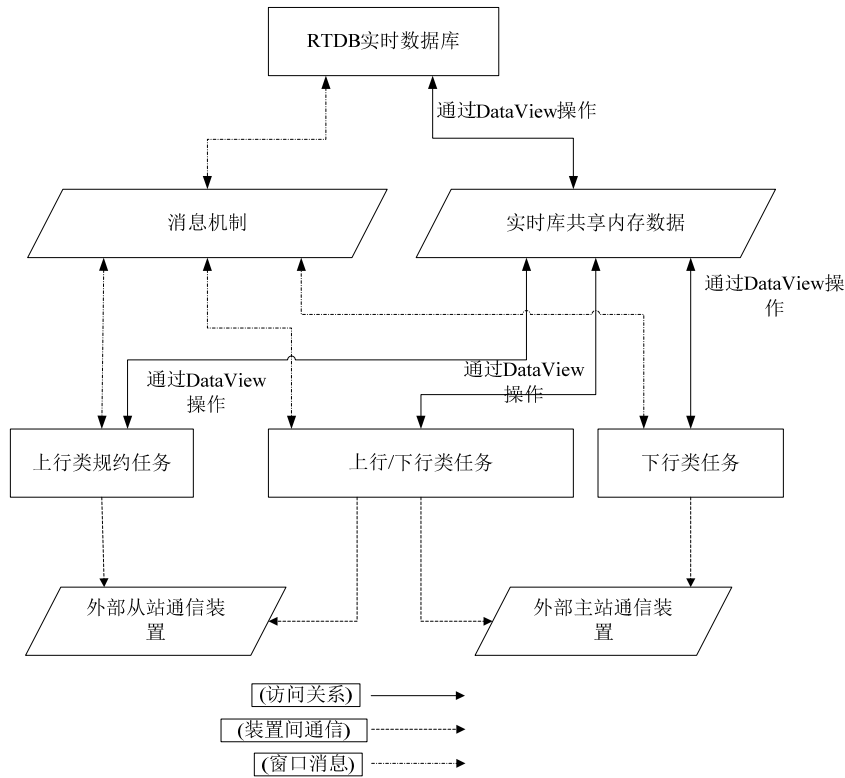 RTDB实时数据库
通过DataView操作
消息机制
实时库共享内存数据
通过DataView操
作
通过DataView
操作
通过DataView
操作
上行类规约任务
上行/下行类任务
下行类任务
外部从站通信装
置
外部主站通信装
置
(访问关系)
(装置间通信)
(窗口消息)